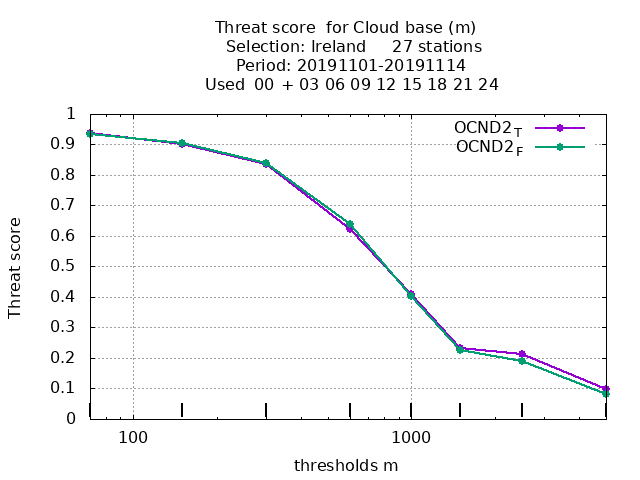 Threat score  for Cloud base (m)
Selection: Ireland     27 stations
Period: 20191101-20191114
Used 00 + 03 06 09 12 15 18 21 24
OCND2_T
OCND2_F
1
0.9
0.8
0.7
0.6
0.5
0.4
0.3
0.2
0.1
0
Threat score
100 1000
thresholds m